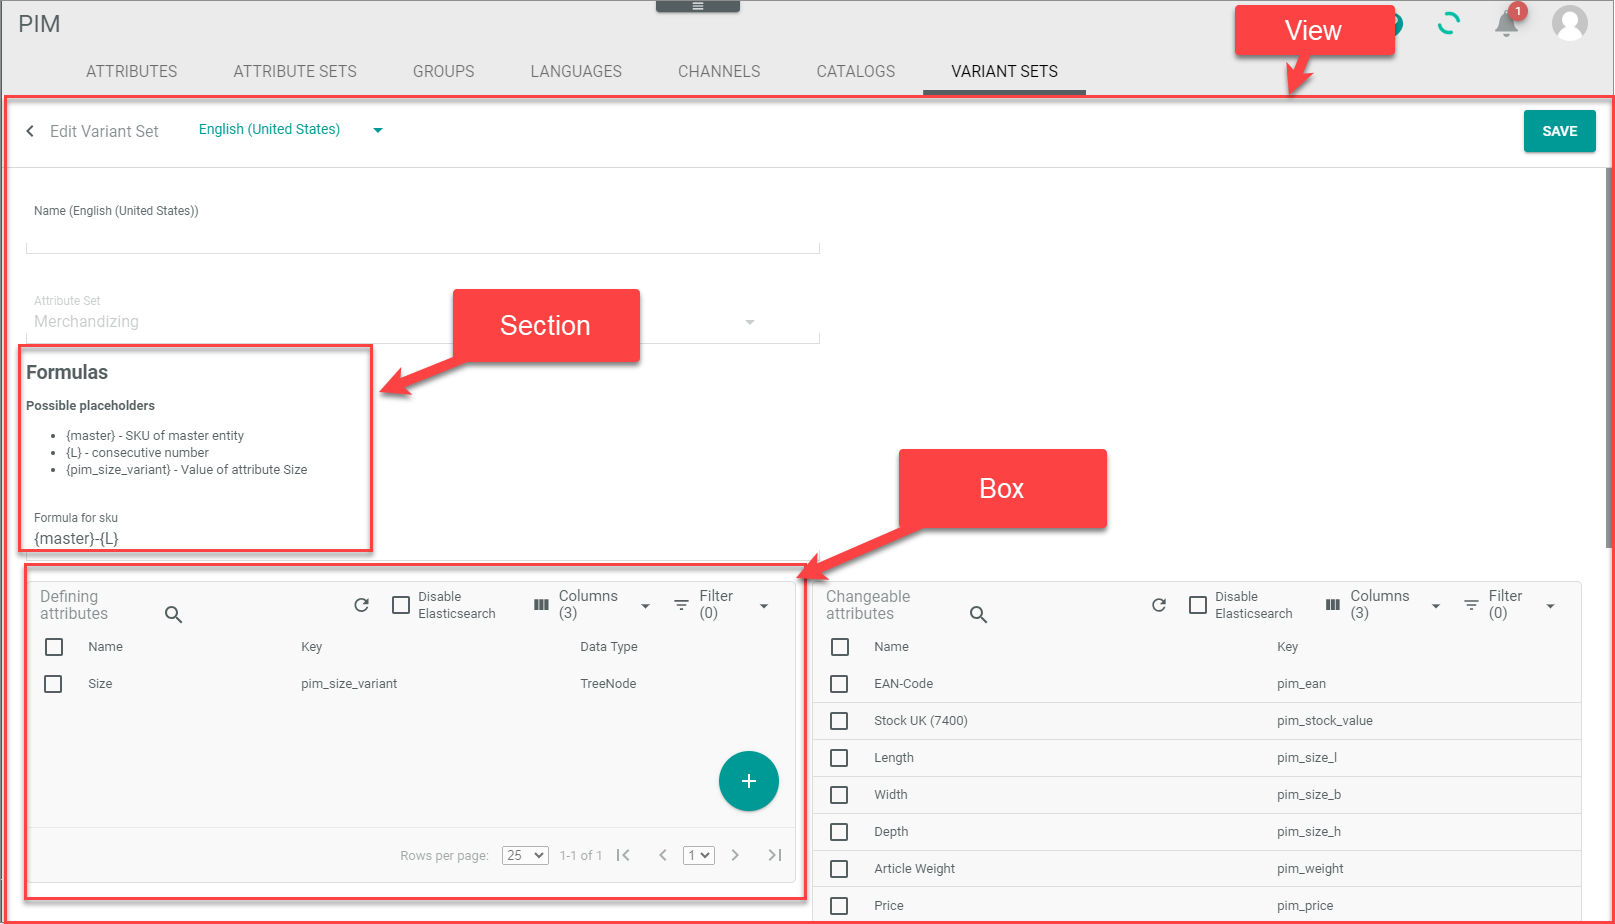 PIM
View
1
ATTRIBUTES ATTRIBUTE SETS GROUPS LANGUAGES CHANNELS CATALOGS VARIANT SETS
Edit Variant Set English (United States) SAVE
Name (English (United States))
Attribute Set
Merchandizing
Section
Formulas
Possible placeholders
• {master} - SKU of master entity
• {L} - consecutive number
• {pim_size_variant} - Value of attribute Size
Formula for sku
{master}-{L}
Box
Defining
attributes
Disable
Elasticsearch
Columns
(3)
Filter
(0)
Name Key Data Type
Size pim_size_variant TreeNode
+
Rows per page: 25 1-1 of 1 1
Changeable
attributes
Disable
Elasticsearch
Columns
(3)
Filter
(0)
Name Key
EAN-Code pim_ean
Stock UK (7400) pim_stock_value
Length pim_size_l
Width pim_size_b
Depth pim_size_h
Article Weight pim_weight
Price pim_price